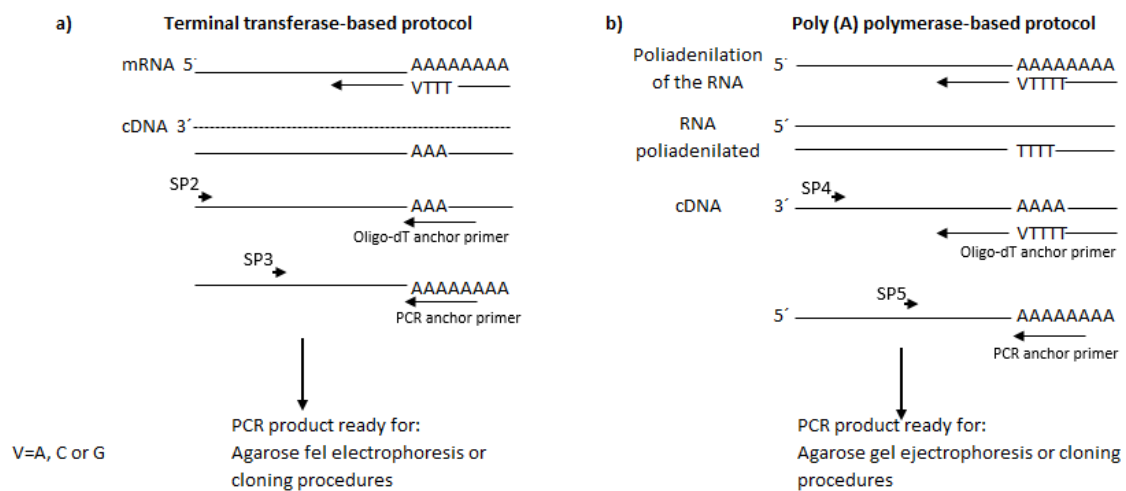 a) Terminal transferase-based protocol
mRNA 5´ AAAAAAAA
VTTT
cDNA 3´
AAA
SP2
AAA
Oligo-dT anchor primer
SP3
AAAAAAAA
PCR anchor primer
PCR product ready for:
V=A, C or G
Agarose fel electrophoresis or
cloning procedures
b) Poly (A) polymerase-based protocol
Poliadenilation 5´ AAAAAAAA
of the RNA VTTTT
RNA 5´
poliadenilated TTTT
SP4
cDNA 3´ AAAA
VTTTT
Oligo-dT anchor primer
SP5
5´ AAAAAAAA
PCR anchor primer
PCR product ready for:
Agarose gel ejectrophoresis or cloning
procedures